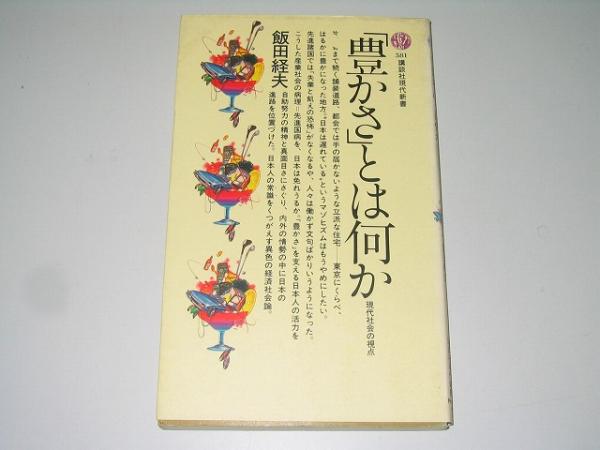 581
講談社現代新書
「豊かさ」とは何か
現代社会の視点
まで続く舗装道路、都会では手の届かないような立派な住宅──東京にくらべ、
はるかに豊かになった地方。“日本は遅れている”というマゾヒズムはもうやめにしたい。
先進諸国では、「失業と飢えの恐怖」がなくなるや、人々は働かず文句ばかりいうようになった。
こうした産業社会の病理=先進国病を、日本は免れうるか。「豊かさ」を支える日本人の活力を
自助努力の精神と真面目さにさぐり、内外の情勢の中に日本の
進路を位置づけた。日本人の常識をくつがえす異色の経済社会論。
飯田経夫